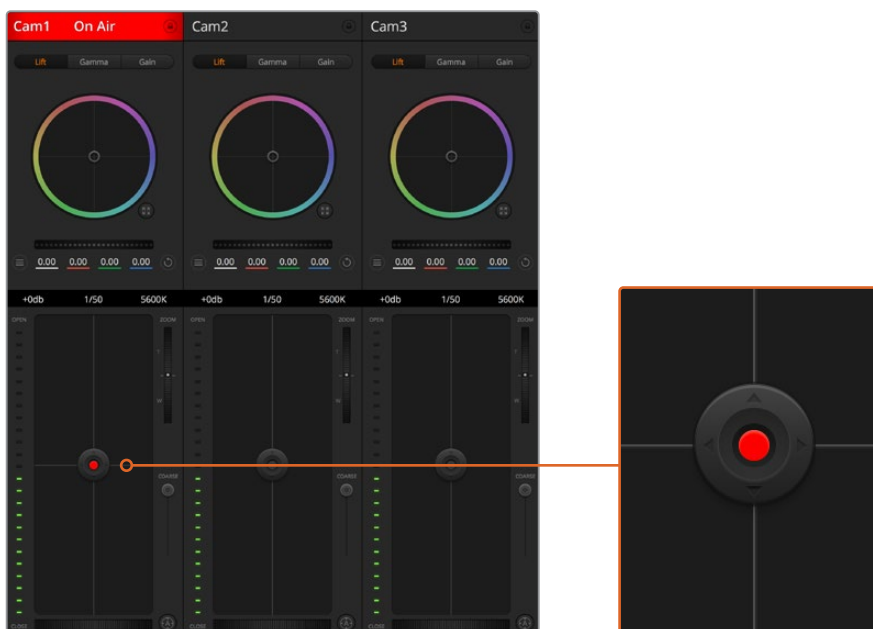 Cam1 On Air Cam2 Cam3
Lift Gamma Gain Lift Gamma Gain Lift Gamma Gain
0.00 0.00 0.00 0.00 0.00 0.00 0.00 0.00 0.00 0.00 0.00 0.00
+0db 1/50 5600K +0db 1/50 5600K +0db 1/50 5600K
OPEN ZOOM OPEN ZOOM OPEN ZOOM
T T T
W W W
COARSE COARSE COARSE
CLOSE CLOSE CLOSE